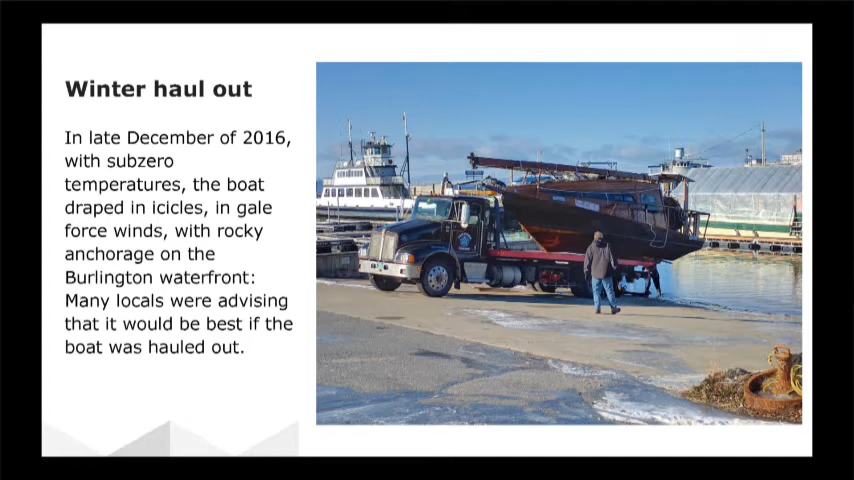 Winter haul out
In late December of 2016,
with subzero
temperatures, the boat
draped in icicles, in gale
force winds, with rocky
anchorage on the
Burlington waterfront:
Many locals were advising
that it would be best if the
boat was hauled out.